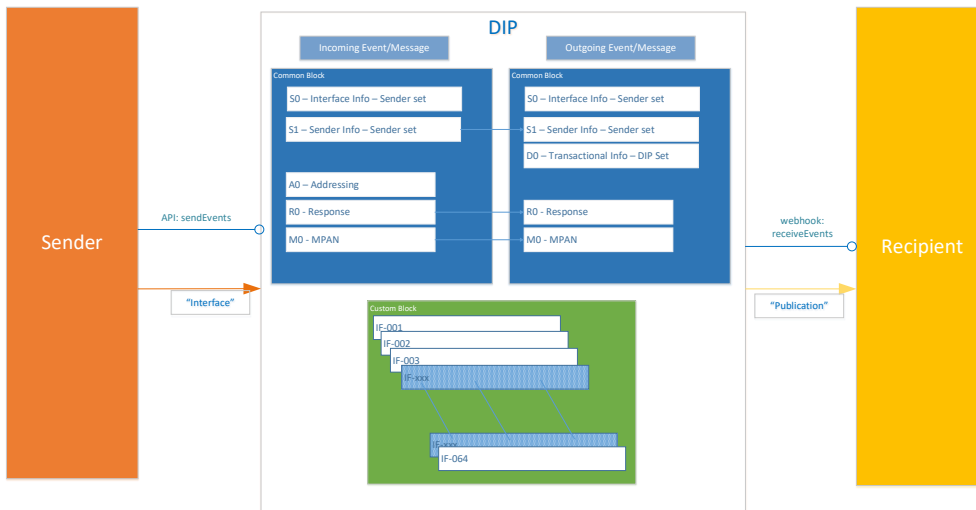 DIP
Incoming Event/Message
Outgoing Event/Message
Common Block
S0 – Interface Info – Sender set
S1 – Sender Info – Sender set
A0 – Addressing
R0 - Response
M0 - MPAN
Common Block
S0 – Interface Info – Sender set
S1 – Sender Info – Sender set
D0 – Transactional Info – DIP Set
R0 - Response
M0 - MPAN
Sender
API: sendEvents
"Interface"
webhook:
receiveEvents
"Publication"
Recipient
Custom Block
IF-001
IF-002
IF-003
IF-xxx
IF-xxx
IF-064